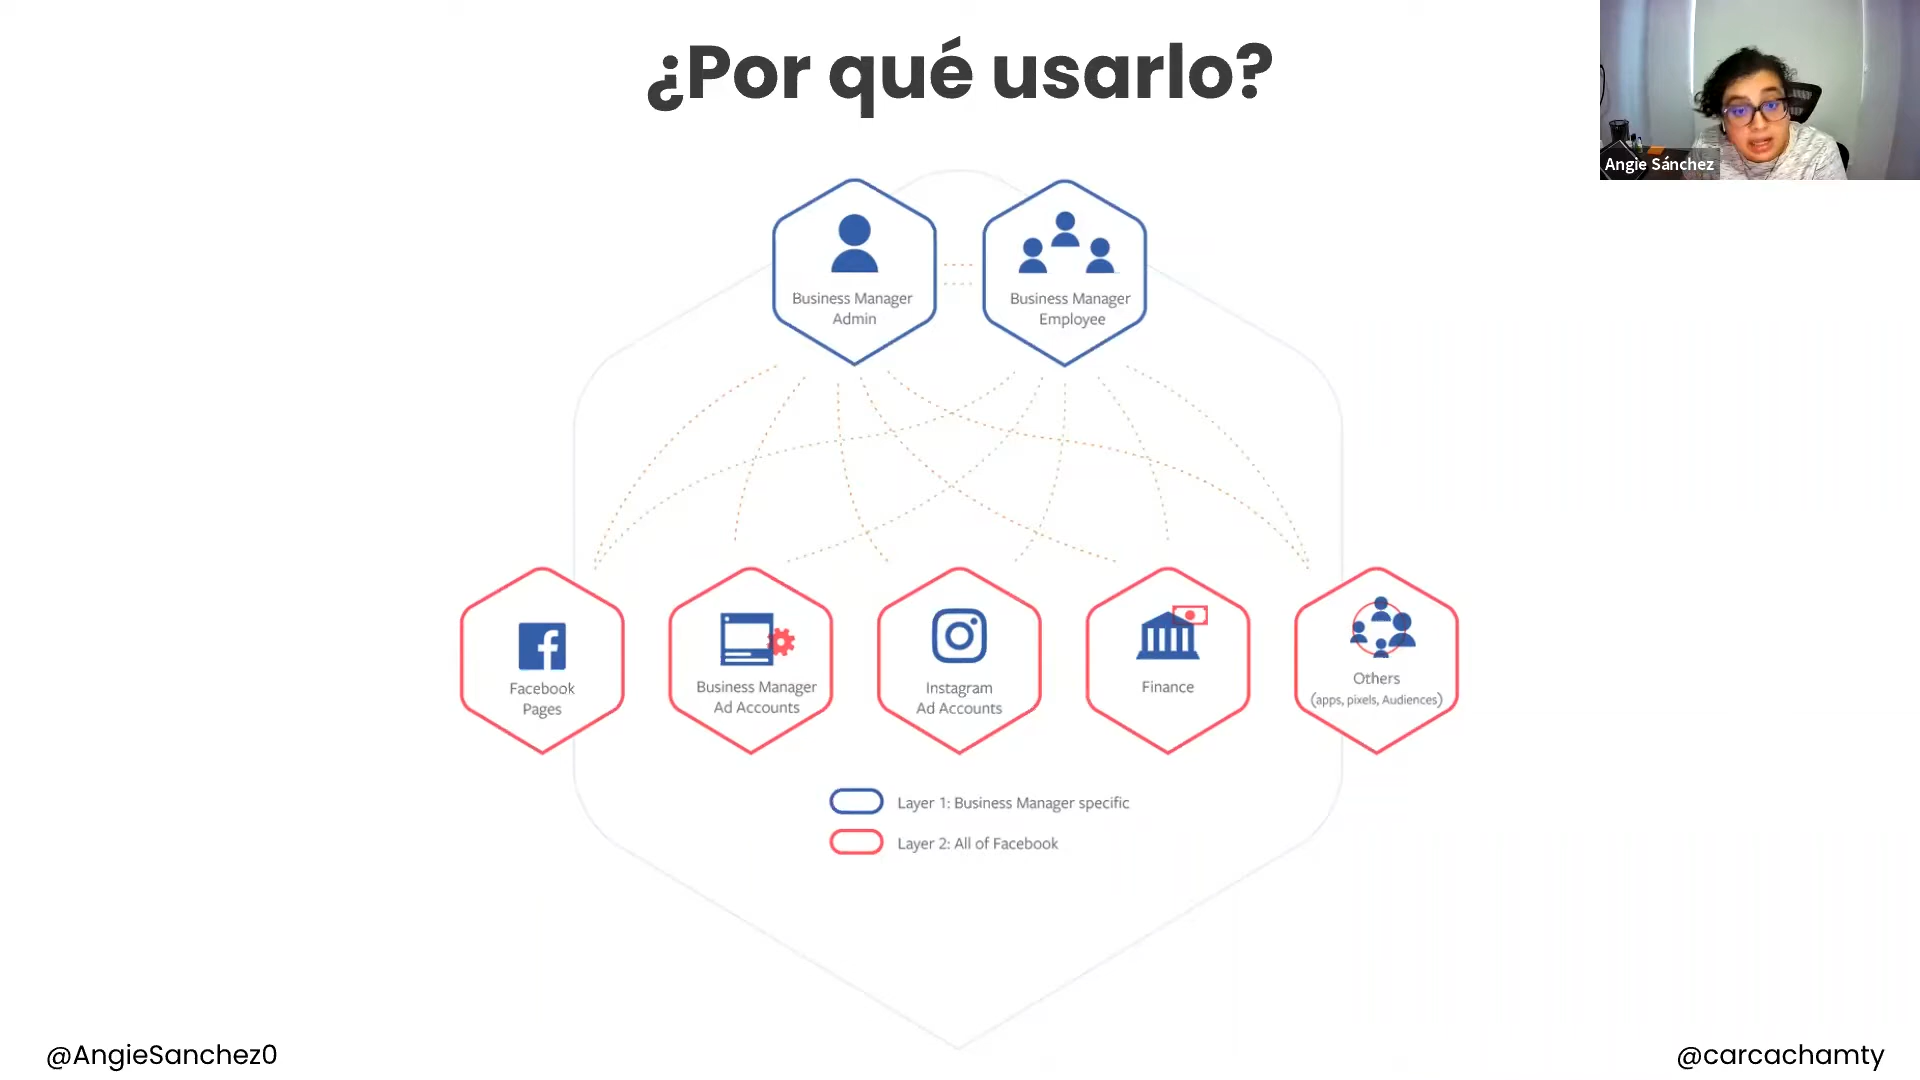 ¿Por qué usarlo?
Angie Sánchez
Business Manager
Admin
Business Manager
Employee
Facebook
Pages
Business Manager
Ad Accounts
Instagram
Ad Accounts
Finance
Others
(apps, pixels, Audiences)
Layer 1: Business Manager specific
Layer 2: All of Facebook
@AngieSanchez0
@carcachamty